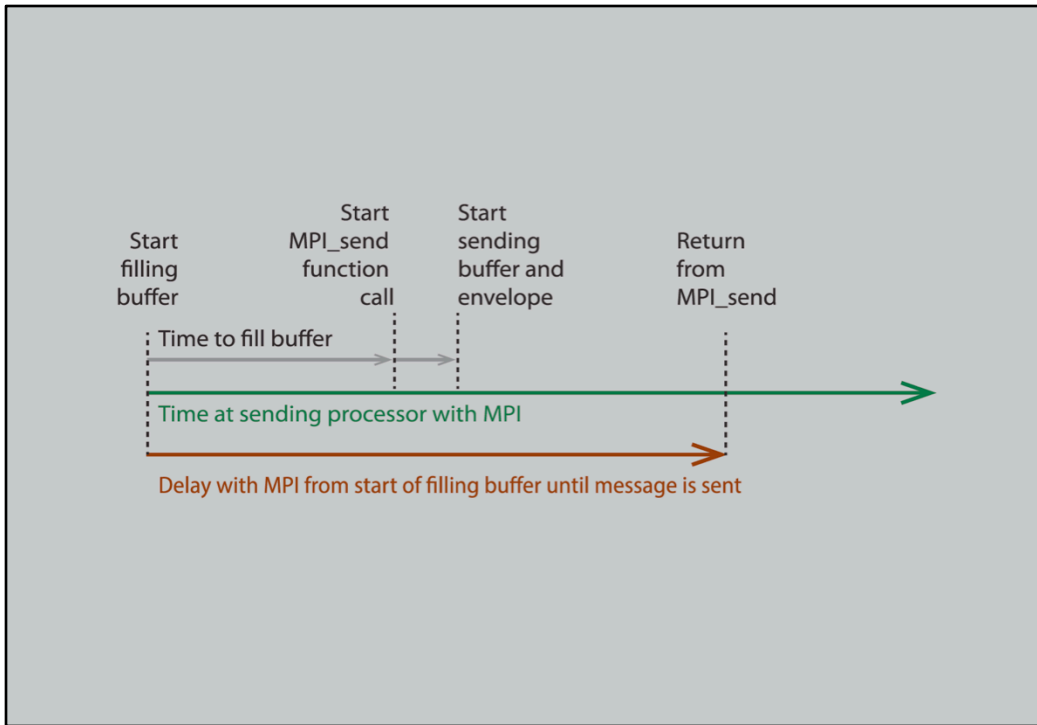 Start
filling
buffer
Start
MPI_send
function
call
Start
sending
buffer and
envelope
Return
from
MPI_send
Time to fill buffer
Time at sending processor with MPI
Delay with MPI from start of filling buffer until message is sent